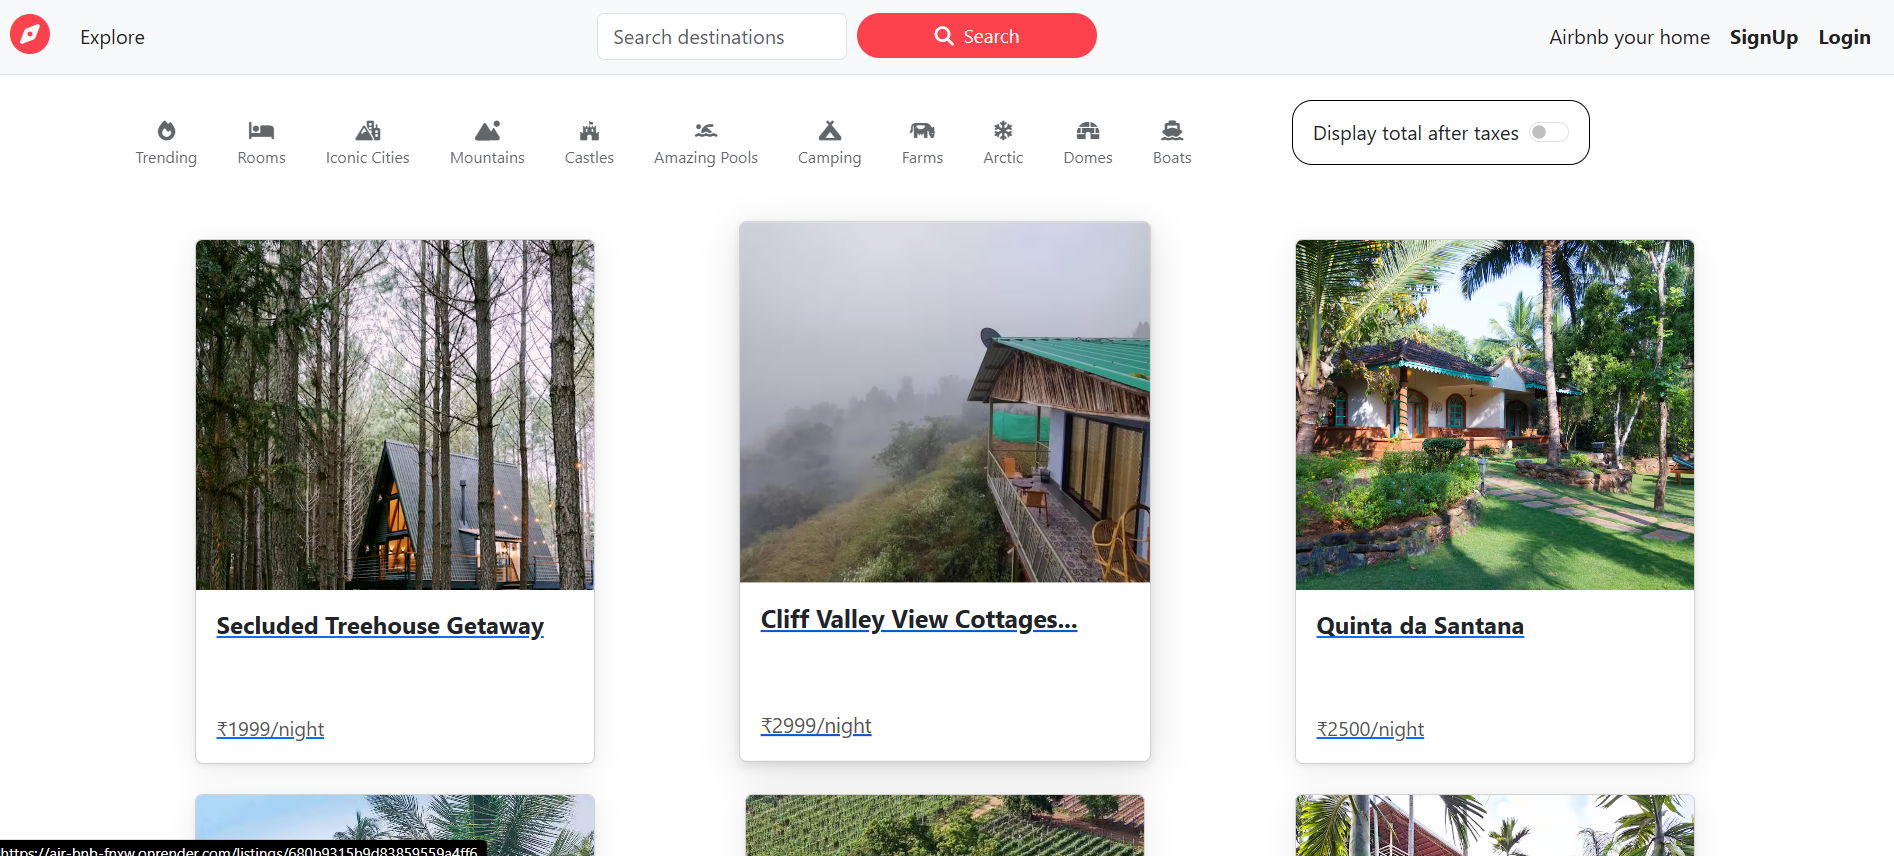 Explore
Search destinations
Search
Airbnb your home
SignUp
Login
Trending
Rooms
Iconic Cities
Mountains
Castles
Amazing Pools
Camping
Farms
Arctic
Domes
Boats
Display total after taxes
Secluded Treehouse Getaway
₹1999/night
Cliff Valley View Cottages...
₹2999/night
Quinta da Santana
₹2500/night
https://air-bnb-fnxw.onrender.com/listings/680b9315b9d83859559a4ff6